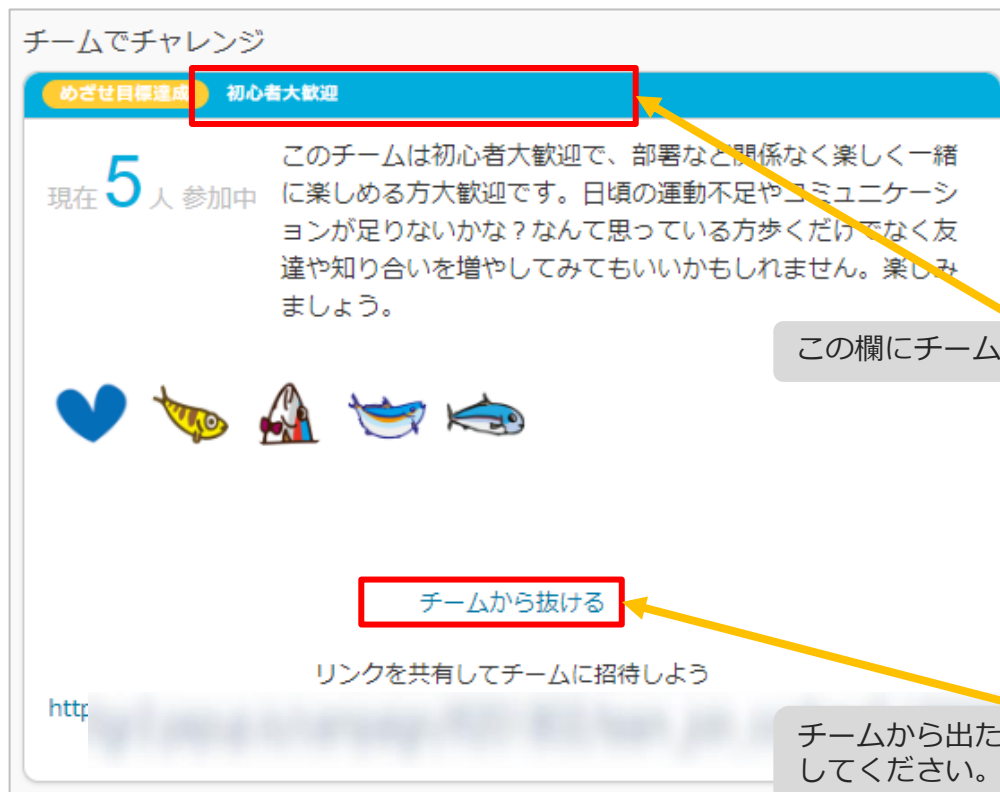 チームでチャレンジ
めざせ目標達成 初心者大歓迎
現在 5 人 参加中
このチームは初心者大歓迎で、部署など関係なく楽しく一緒
に楽しめる方大歓迎です。日頃の運動不足やコミュニケーシ
ョンが足りないかな？なんて思っている方歩くだけでなく友
達や知り合いを増やしてみてもいいかもしれません。楽しみ
ましょう。
この欄にチーム
チームから抜ける
リンクを共有してチームに招待しよう
http
チームから出た
してください。